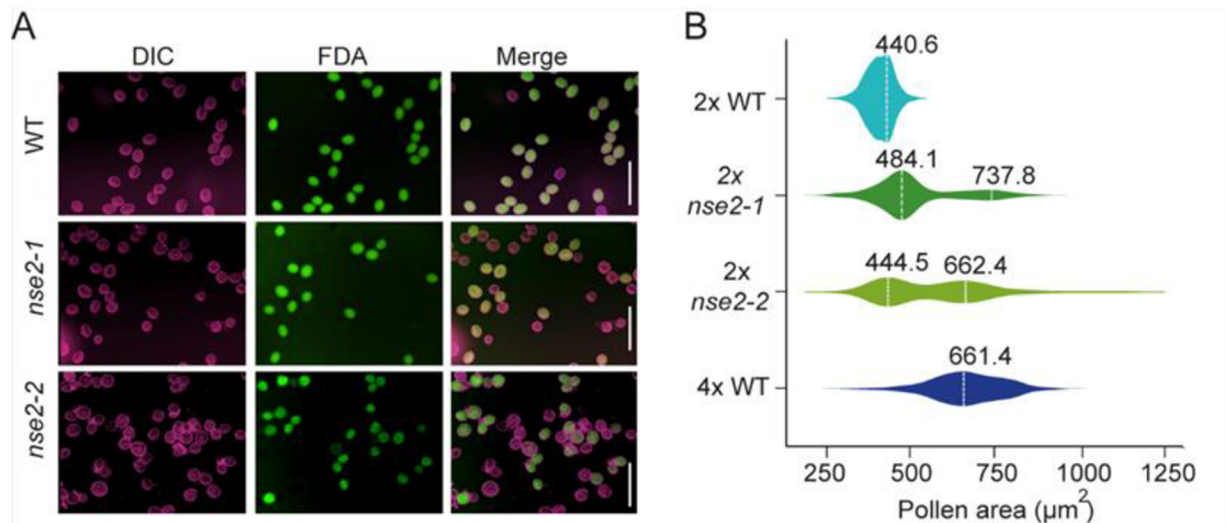 A
DIC FDA Merge
WT
nse2-1
nse2-2
B
440.6
2x WT
484.1 737.8
2x
nse2-1
444.5 662.4
2x
nse2-2
661.4
4x WT
250 500 750 1000 1250
Pollen area (µm²)